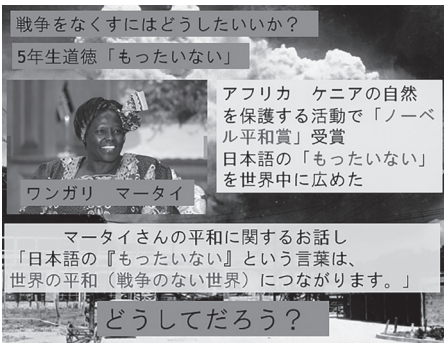 戦争をなくすにはどうしたいいか？
5年生道徳「もったいない」
アフリカ　ケニアの自然
を保護する活動で「ノーベ
ル平和賞」受賞
日本語の「もったいない」
を世界中に広めた
ワンガリ　マータイ
マータイさんの平和に関するお話し
「日本語の『もったいない』という言葉は、
世界の平和（戦争のない世界）につながります。」
どうしてだろう？